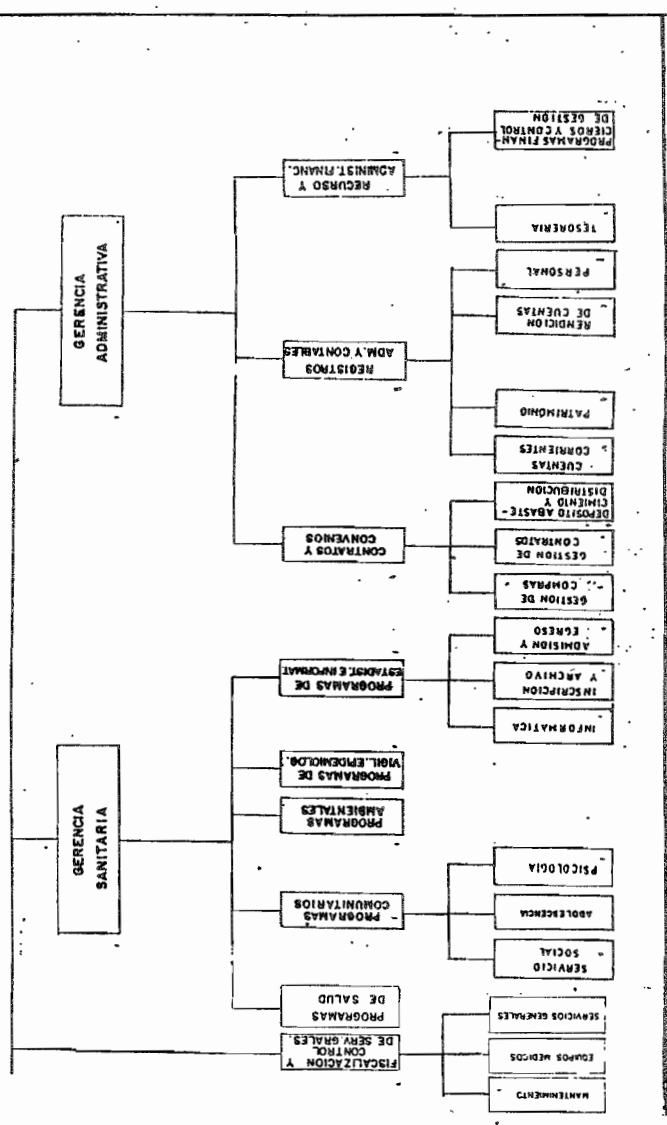 GERENCIA
ADMINISTRATIVA
RECURSO Y
ADMINIST. FINANC.
PROGRAMAS FINAN-
CIEROS Y CONTROL
DE GESTION
TESORERIA
REGISTROS
ADM. Y CONTABLES
PERSONAL
RENDICION
DE CUENTAS
PATRIMONIO
CUENTAS
CORRIENTES
CONTRATOS Y
CONVENIOS
DEPOSITO ABASTE-
CIMIENTO Y
DISTRIBUCION
GESTION DE
CONTRATOS
GESTION DE
COMPRAS
GERENCIA
SANITARIA
PROGRAMAS DE
ESTADIST. E INFORMAT
ADMISION Y
EGRESO
INSCRIPCION
Y ARCHIVO
INFORMATICA
PROGRAMAS DE
VIGIL. EPIDEMIOLOG.
PROGRAMAS
AMBIENTALES
PROGRAMAS
COMUNITARIOS
PSICOLOGIA
ADOLESCENCIA
SERVICIO
SOCIAL
PROGRAMAS
DE SALUD
FISCALIZACION Y
CONTROL
DE SERV. GRALES.
SERVICIOS GENERALES
EQUIPOS MEDICOS
MANTENIMIENTO